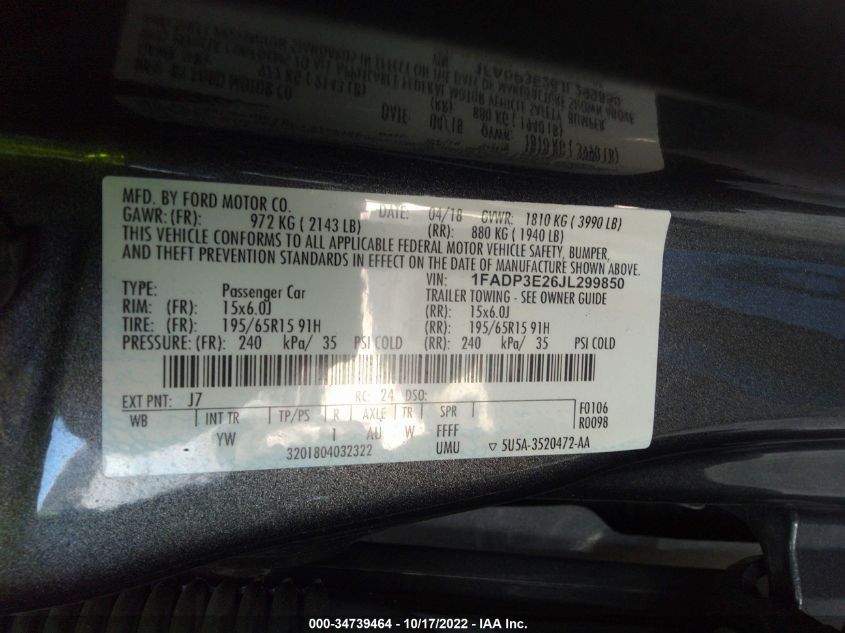 MFD. BY FORD MOTOR CO. DATE: 04/18 GVWR: 1810 KG ( 3990 LB)
GAWR: (FR): 972 KG ( 2143 LB) (RR): 880 KG ( 1940 LB)
THIS VEHICLE CONFORMS TO ALL APPLICABLE FEDERAL MOTOR VEHICLE SAFETY, BUMPER,
AND THEFT PREVENTION STANDARDS IN EFFECT ON THE DATE OF MANUFACTURE SHOWN ABOVE.
VIN: 1FADP3E26JL299850
TYPE: Passenger Car TRAILER TOWING - SEE OWNER GUIDE
RIM: (FR): 15x6.0J (RR): 15x6.0J
TIRE: (FR): 195/65R15 91H (RR): 195/65R15 91H
PRESSURE: (FR): 240 kPa/ 35 PSI COLD (RR): 240 kPa/ 35 PSI COLD
EXT PNT: J7 RC: 24 DSO:
WB INT TR TP/PS R AXLE TR SPR F0106
YW 1 AU W FFFF R0098
3201804032322 UMU ▽ 5U5A-3520472-AA
000-34739464 - 10/17/2022 - IAA Inc.